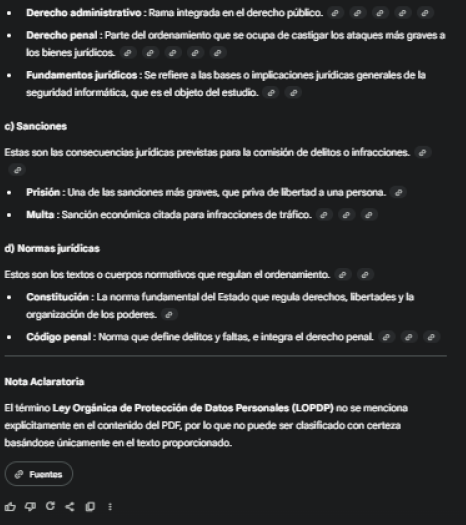 • Derecho administrativo : Rama integrada en el derecho público.
• Derecho penal : Parte del ordenamiento que se ocupa de castigar los ataques más graves a
los bienes jurídicos.
• Fundamentos jurídicos : Se refiere a las bases o implicaciones jurídicas generales de la
seguridad informática, que es el objeto del estudio.
c) Sanciones
Estas son las consecuencias jurídicas previstas para la comisión de delitos o infracciones.
• Prisión : Una de las sanciones más graves, que priva de libertad a una persona.
• Multa : Sanción económica citada para infracciones de tráfico.
d) Normas jurídicas
Estos son los textos o cuerpos normativos que regulan el ordenamiento.
• Constitución : La norma fundamental del Estado que regula derechos, libertades y la
organización de los poderes.
• Código penal : Norma que define delitos y faltas, e integra el derecho penal.
Nota Aclaratoria
El término Ley Orgánica de Protección de Datos Personales (LOPDP) no se menciona
explícitamente en el contenido del PDF, por lo que no puede ser clasificado con certeza
basándose únicamente en el texto proporcionado.
Fuentes